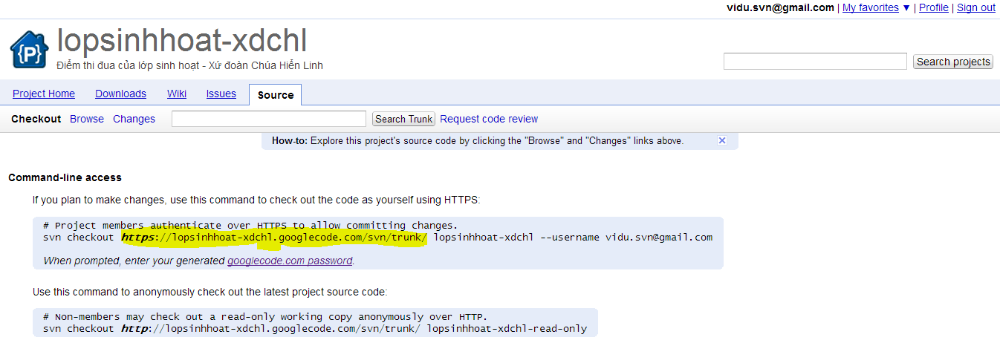 vidu.svn@gmail.com | My favorites ▼ | Profile | Sign out
{P}
lopsinhhoat-xdchl
Điểm thi đua của lớp sinh hoạt - Xứ đoàn Chúa Hiển Linh
Search projects
Project Home Downloads Wiki Issues Source
Checkout Browse Changes Search Trunk Request code review
How-to: Explore this project's source code by clicking the "Browse" and "Changes" links above.
Command-line access
If you plan to make changes, use this command to check out the code as yourself using HTTPS:
# Project members authenticate over HTTPS to allow committing changes.
svn checkout https://lopsinhhoat-xdchl.googlecode.com/svn/trunk/ lopsinhhoat-xdchl --username vidu.svn@gmail.com
When prompted, enter your generated googlecode.com password.
Use this command to anonymously check out the latest project source code:
# Non-members may check out a read-only working copy anonymously over HTTP.
svn checkout http://lopsinhhoat-xdchl.googlecode.com/svn/trunk/ lopsinhhoat-xdchl-read-only